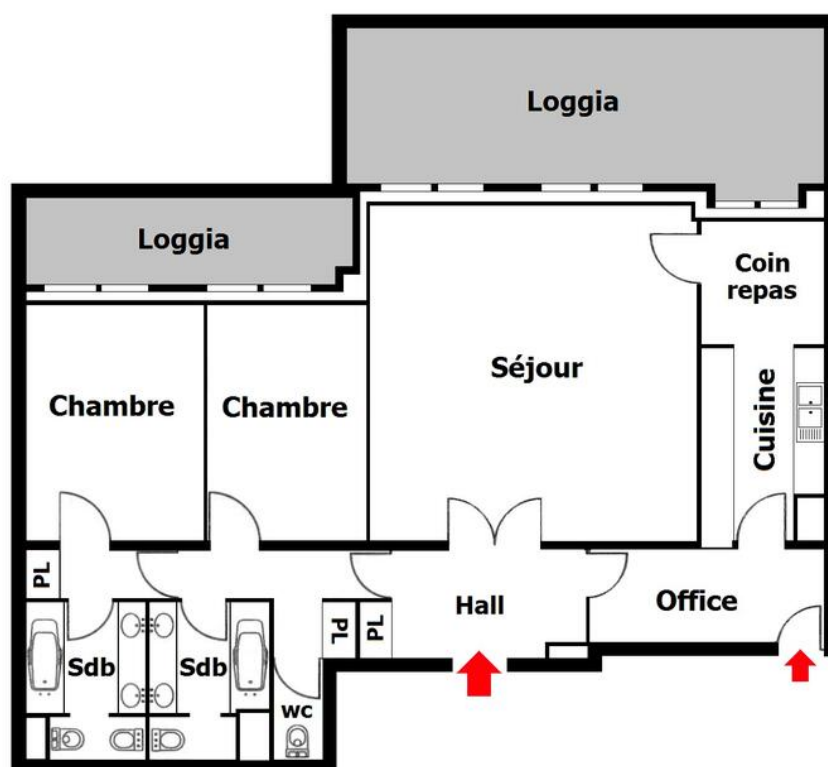 Loggia
Loggia
Coin
repas
Séjour
Chambre
Chambre
Cuisine
PL
Hall
Office
PL
PL
Sdb
Sdb
WC